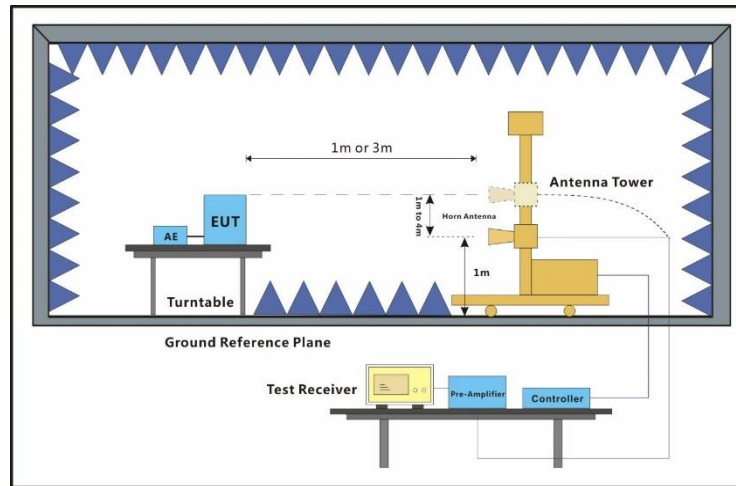 1m or 3m
Antenna Tower
1m to 4m
Horn Antenna
EUT
AE
1m
Turntable
Ground Reference Plane
Test Receiver
Pre-Amplifier
Controller